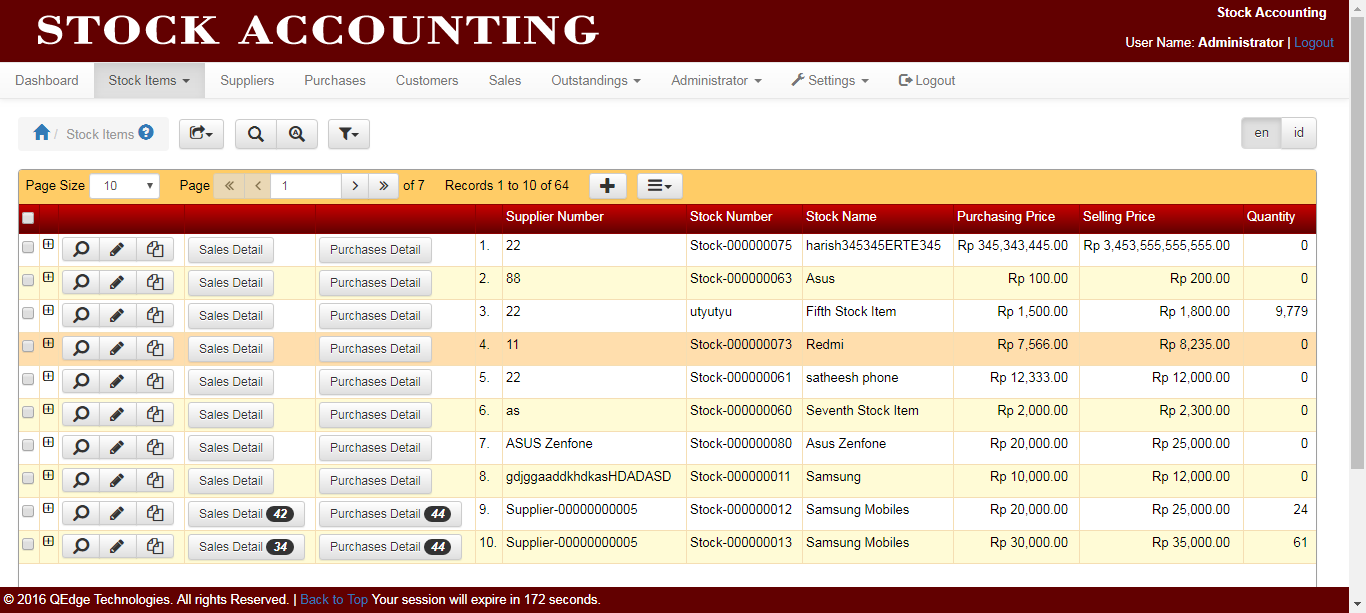 STOCK ACCOUNTING
Stock Accounting
User Name: Administrator | Logout
Dashboard Stock Items Suppliers Purchases Customers Sales Outstandings Administrator Settings Logout
/ Stock Items ?
en id
Page Size 10 Page « < 1 > » of 7 Records 1 to 10 of 64
Supplier Number Stock Number Stock Name Purchasing Price Selling Price Quantity
Sales Detail Purchases Detail 1. 22 Stock-000000075 harish345345ERTE345 Rp 345,343,445.00 Rp 3,453,555,555,555.00 0
Sales Detail Purchases Detail 2. 88 Stock-000000063 Asus Rp 100.00 Rp 200.00 0
Sales Detail Purchases Detail 3. 22 utyutyu Fifth Stock Item Rp 1,500.00 Rp 1,800.00 9,779
Sales Detail Purchases Detail 4. 11 Stock-000000073 Redmi Rp 7,566.00 Rp 8,235.00 0
Sales Detail Purchases Detail 5. 22 Stock-000000061 satheesh phone Rp 12,333.00 Rp 12,000.00 0
Sales Detail Purchases Detail 6. as Stock-000000060 Seventh Stock Item Rp 2,000.00 Rp 2,300.00 0
Sales Detail Purchases Detail 7. ASUS Zenfone Stock-000000080 Asus Zenfone Rp 20,000.00 Rp 25,000.00 0
Sales Detail Purchases Detail 8. gdjggaaddkhdkasHDADASD Stock-000000011 Samsung Rp 10,000.00 Rp 12,000.00 0
Sales Detail 42 Purchases Detail 44 9. Supplier-00000000005 Stock-000000012 Samsung Mobiles Rp 20,000.00 Rp 25,000.00 24
Sales Detail 34 Purchases Detail 44 10. Supplier-00000000005 Stock-000000013 Samsung Mobiles Rp 30,000.00 Rp 35,000.00 61
© 2016 QEdge Technologies. All rights Reserved. | Back to Top Your session will expire in 172 seconds.